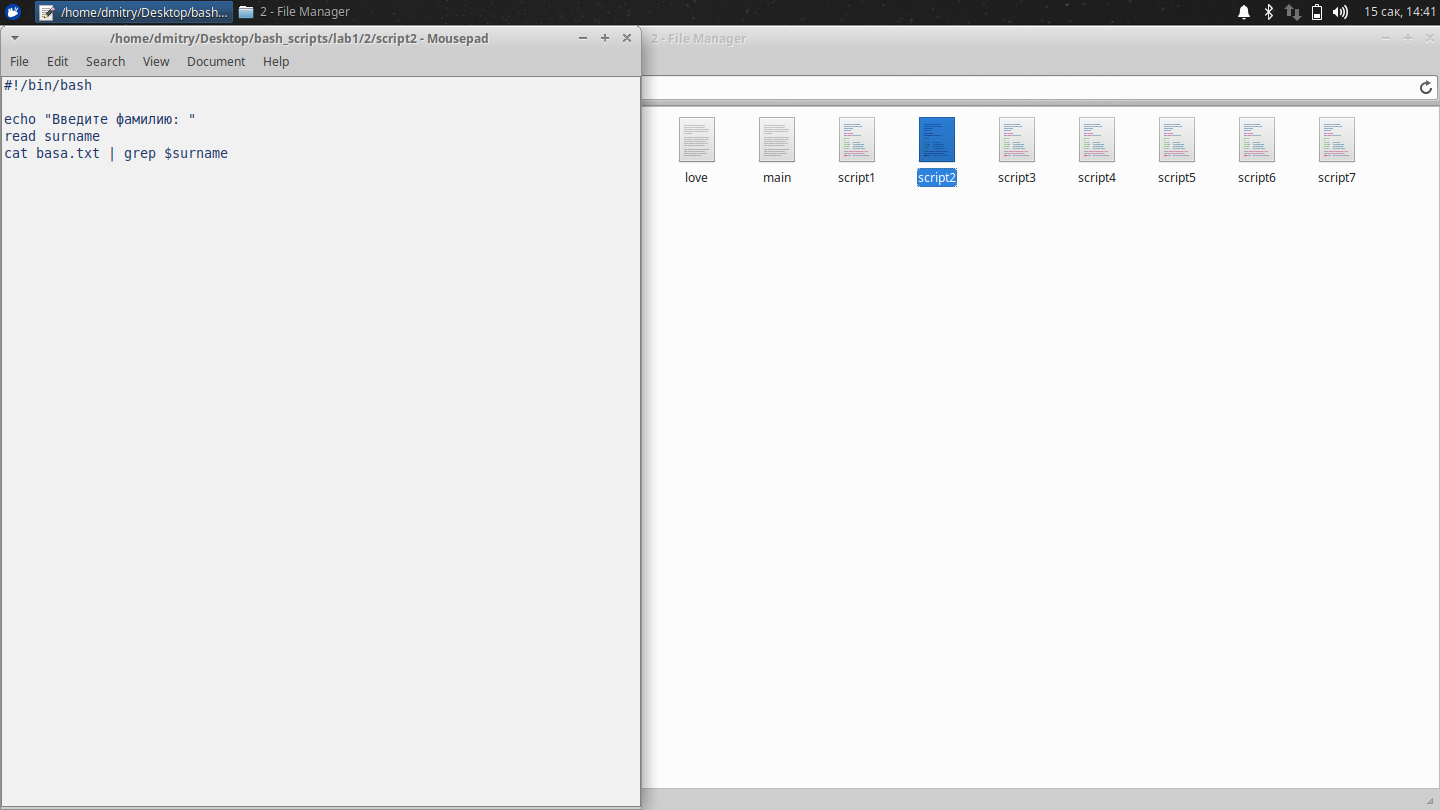 /home/dmitry/Desktop/bash... 2 - File Manager 15 сак, 14:41
/home/dmitry/Desktop/bash_scripts/lab1/2/script2 - Mousepad
2 - File Manager
File Edit Search View Document Help
#!/bin/bash
echo "Введите фамилию: "
read surname
cat basa.txt | grep $surname
love main script1 script2 script3 script4 script5 script6 script7